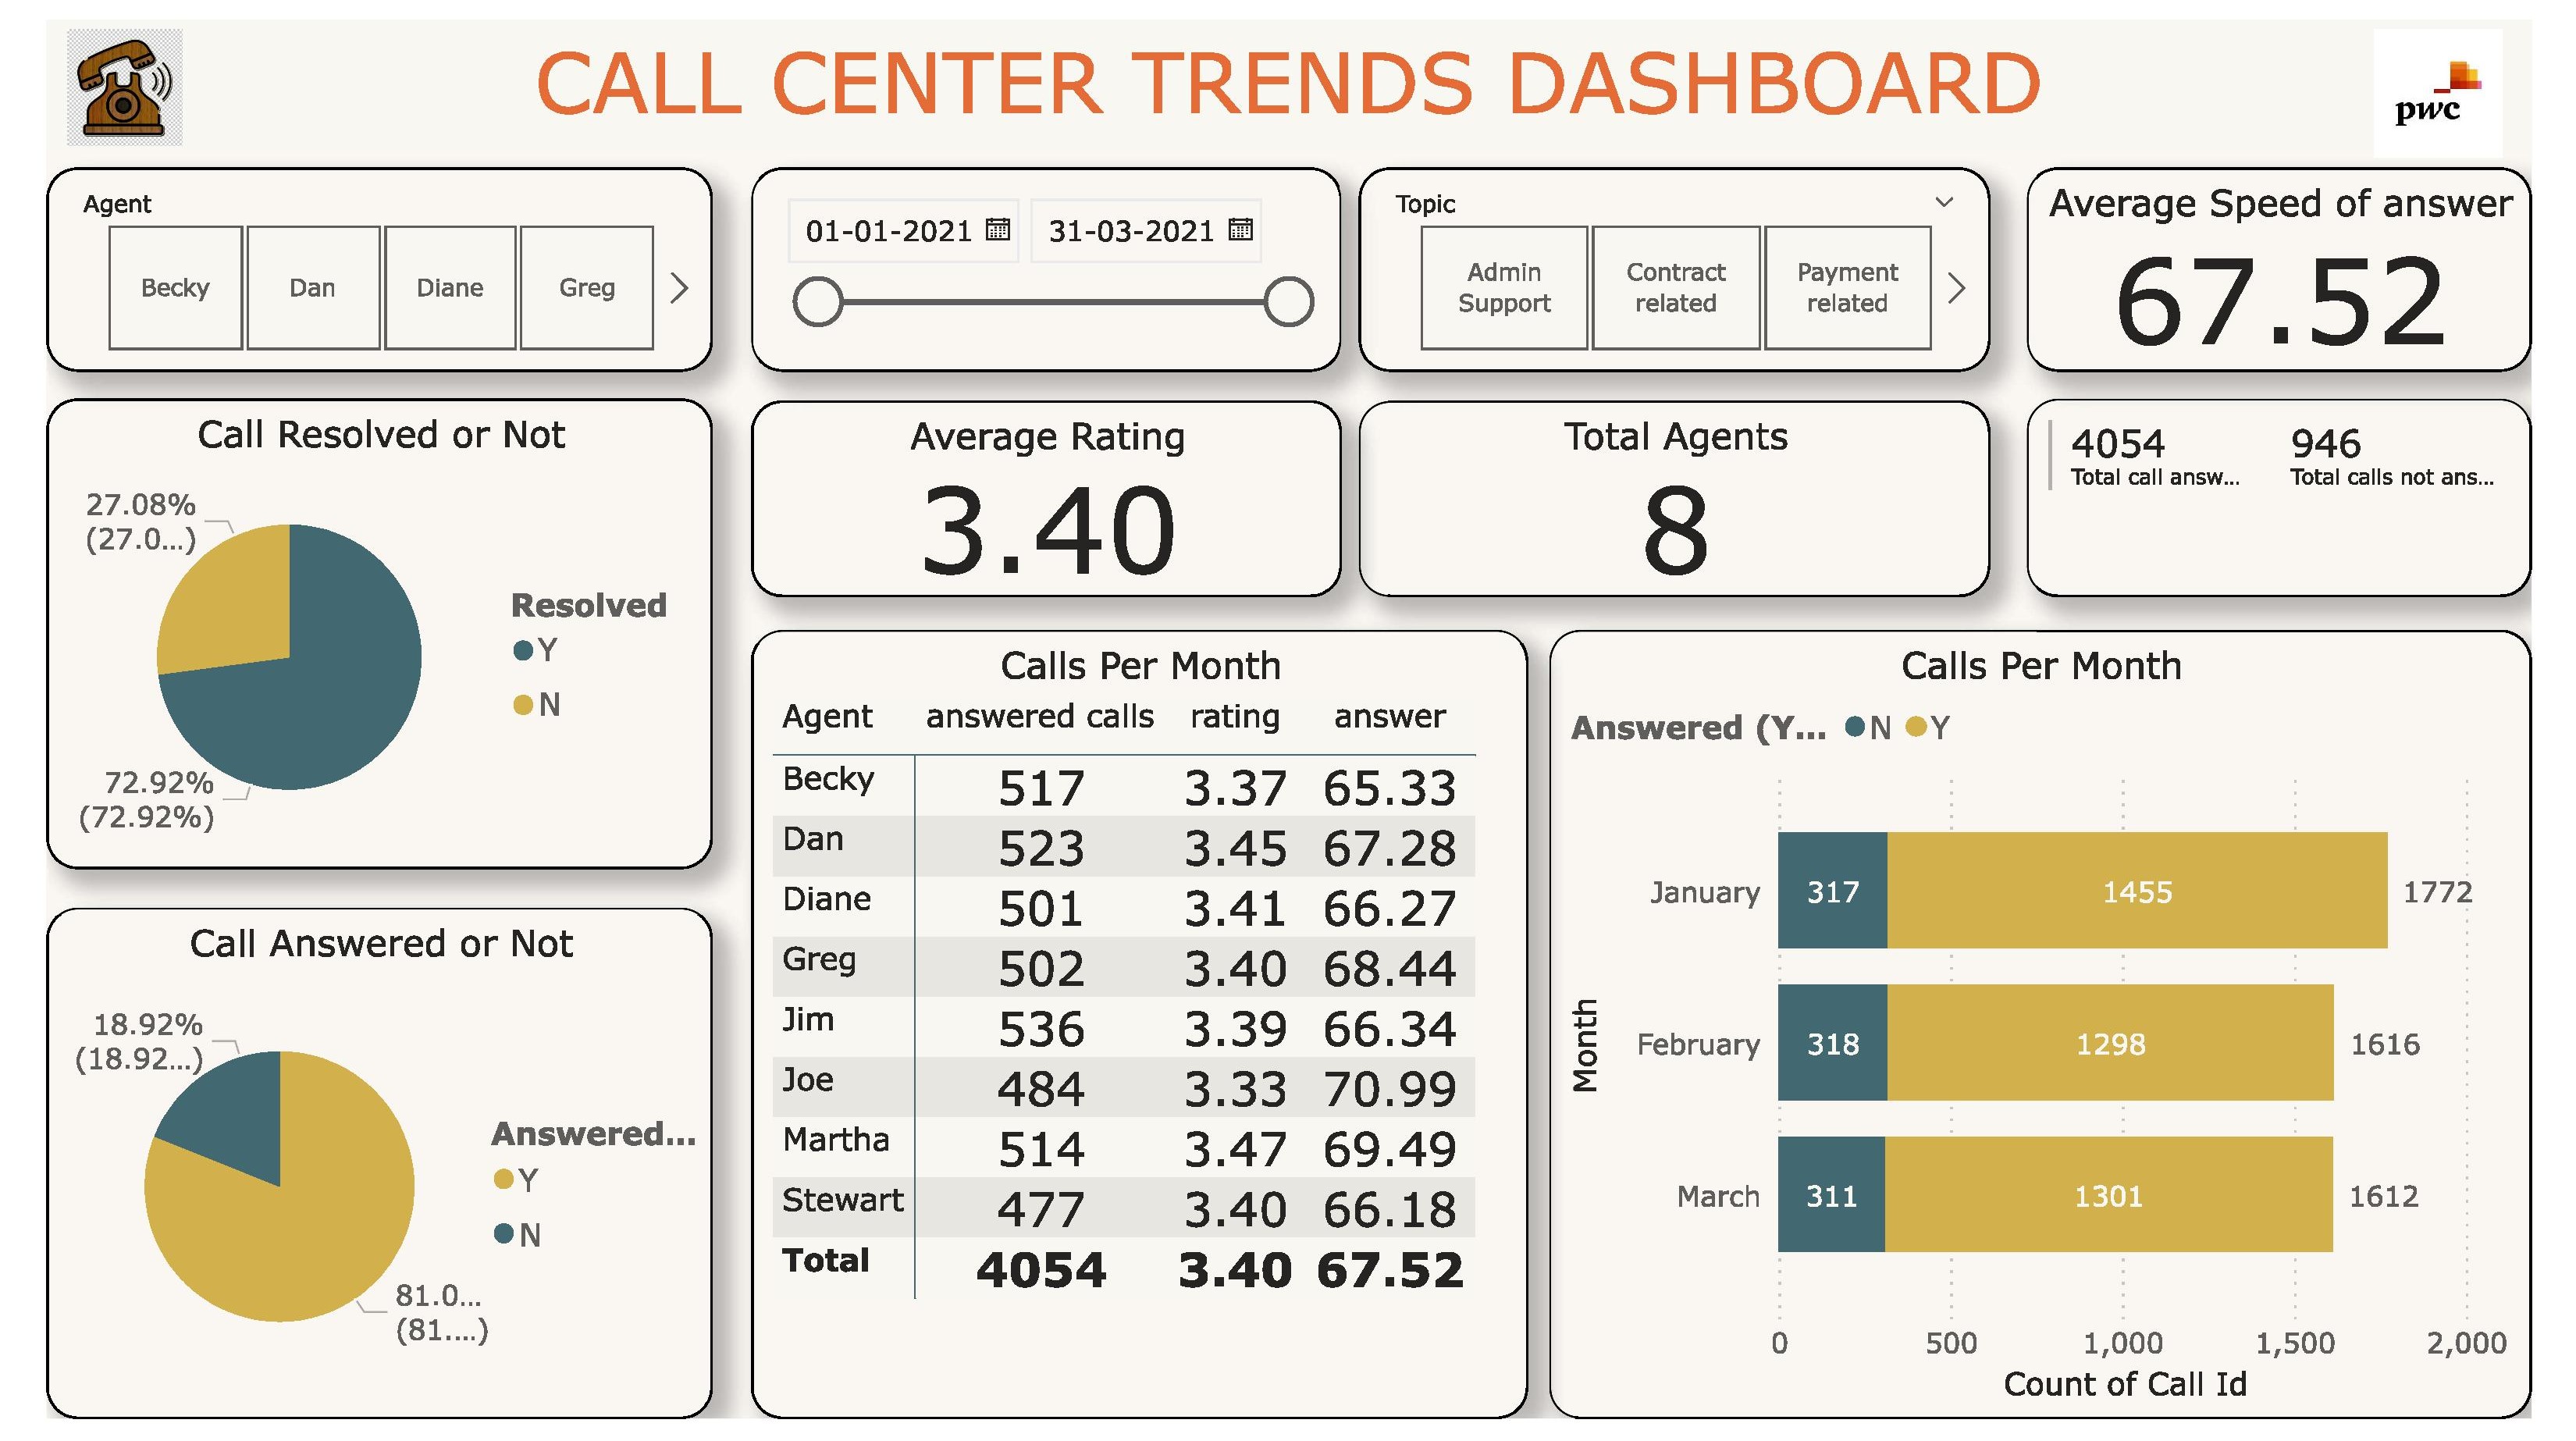 CALL CENTER TRENDS DASHBOARD
pwc
Agent
Becky
Dan
Diane
Greg
01-01-2021
31-03-2021
Topic
Admin
Support
Contract
related
Payment
related
Average Speed of answer
67.52
Call Resolved or Not
27.08%
(27.0...)
72.92%
(72.92%)
Resolved
Y
N
Average Rating
3.40
Total Agents
8
4054
Total call answ...
946
Total calls not ans...
Call Answered or Not
18.92%
(18.92...)
81.0...
(81....)
Answered...
Y
N
Calls Per Month
Agent answered calls rating answer
Becky 517 3.37 65.33
Dan 523 3.45 67.28
Diane 501 3.41 66.27
Greg 502 3.40 68.44
Jim 536 3.39 66.34
Joe 484 3.33 70.99
Martha 514 3.47 69.49
Stewart 477 3.40 66.18
Total 4054 3.40 67.52
Calls Per Month
Answered (Y... N Y
Month
January 317 1455 1772
February 318 1298 1616
March 311 1301 1612
0 500 1,000 1,500 2,000
Count of Call Id